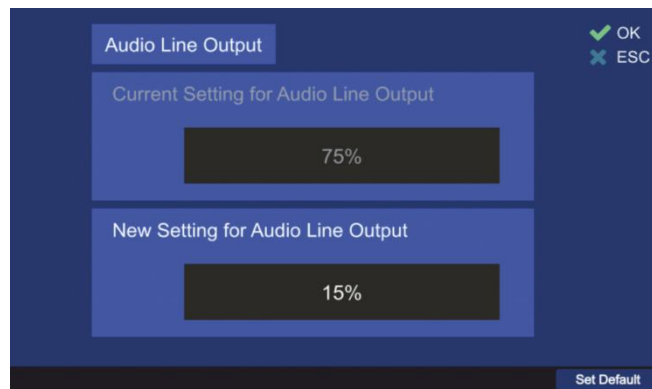 Audio Line Output
OK
ESC
Current Setting for Audio Line Output
75%
New Setting for Audio Line Output
15%
Set Default